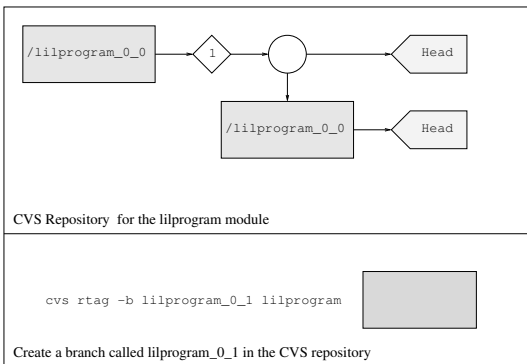 /lilprogram_0_0
1
Head
/lilprogram_0_0
Head
CVS Repository for the lilprogram module
cvs rtag -b lilprogram_0_1 lilprogram
Create a branch called lilprogram_0_1 in the CVS repository